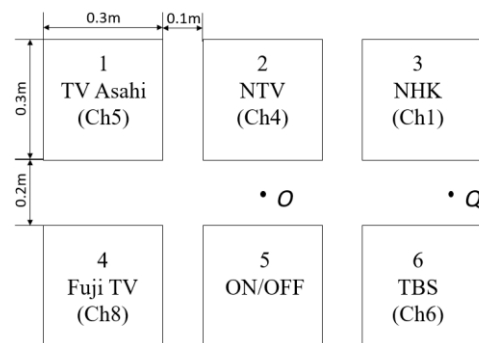 0.3m 0.1m
0.3m
1
TV Asahi
(Ch5)
2
NTV
(Ch4)
3
NHK
(Ch1)
0.2m
O
Q
4
Fuji TV
(Ch8)
5
ON/OFF
6
TBS
(Ch6)